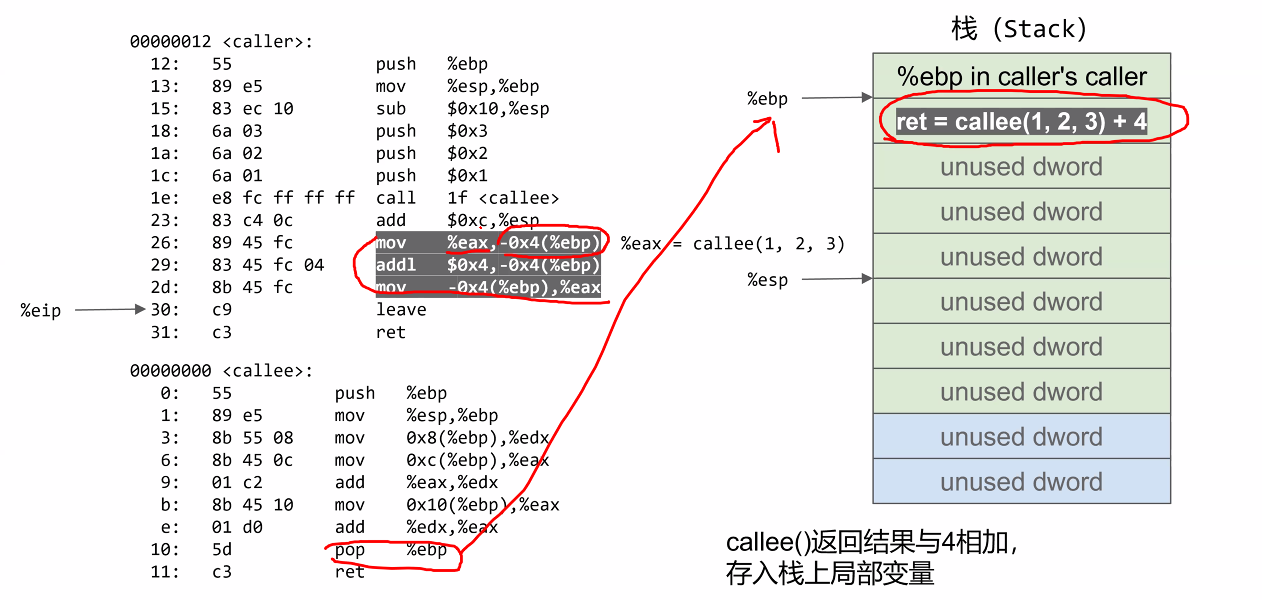 00000012 <caller>:
12: 55 push %ebp
13: 89 e5 mov %esp,%ebp
15: 83 ec 10 sub $0x10,%esp
18: 6a 03 push $0x3
1a: 6a 02 push $0x2
1c: 6a 01 push $0x1
1e: e8 fc ff ff ff call 1f <callee>
23: 83 c4 0c add $0xc,%esp
26: 89 45 fc mov %eax,-0x4(%ebp) %eax = callee(1, 2, 3)
29: 83 45 fc 04 addl $0x4,-0x4(%ebp)
2d: 8b 45 fc mov -0x4(%ebp),%eax
%eip 30: c9 leave
31: c3 ret
00000000 <callee>:
0: 55 push %ebp
1: 89 e5 mov %esp,%ebp
3: 8b 55 08 mov 0x8(%ebp),%edx
6: 8b 45 0c mov 0xc(%ebp),%eax
9: 01 c2 add %eax,%edx
b: 8b 45 10 mov 0x10(%ebp),%eax
e: 01 d0 add %edx,%eax
10: 5d pop %ebp
11: c3 ret
栈 (Stack)
%ebp in caller's caller
%ebp
ret = callee(1, 2, 3) + 4
unused dword
unused dword
unused dword
%esp
unused dword
unused dword
unused dword
unused dword
unused dword
callee()返回结果与4相加，
存入栈上局部变量